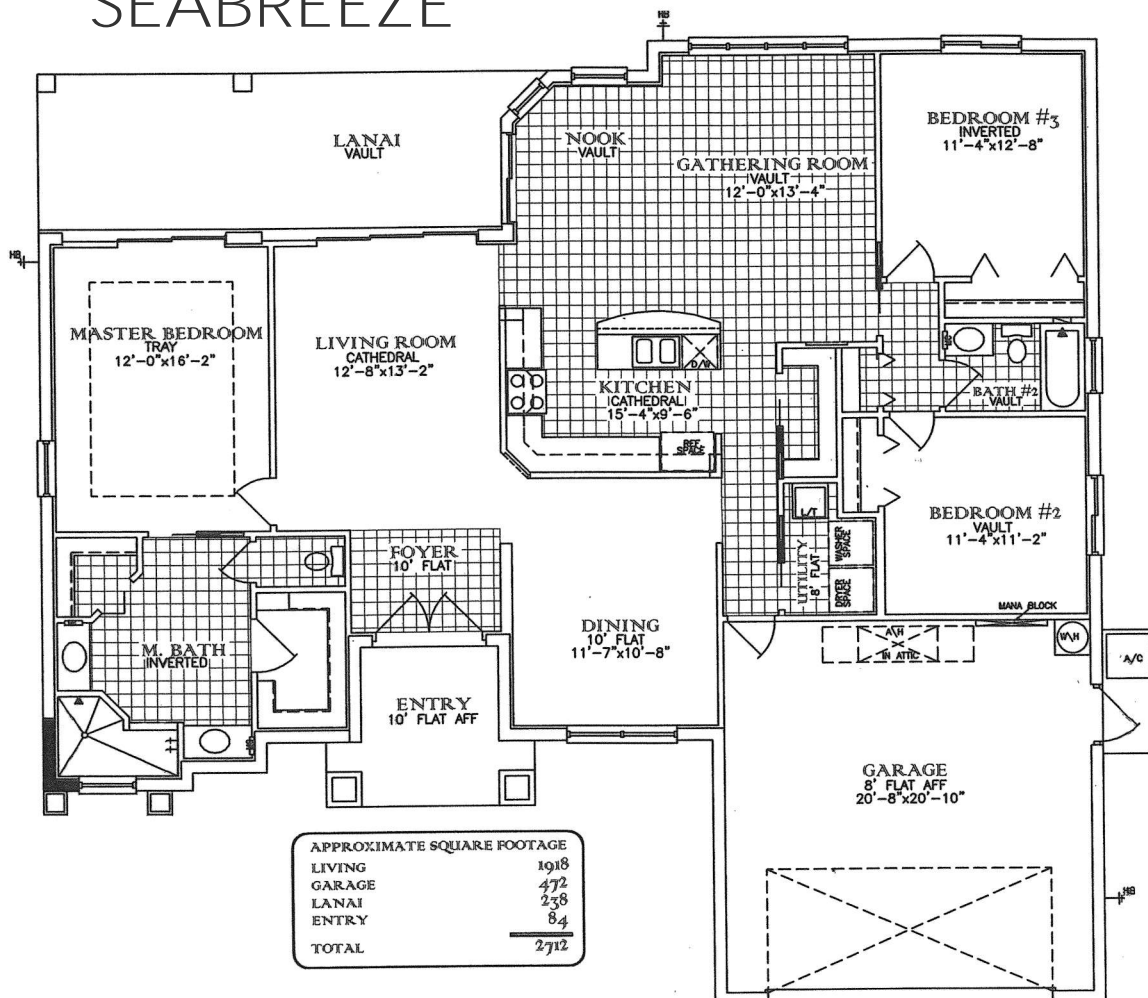 SEABREEZE
HB
LANAI
VAULT
NOOK
VAULT
GATHERING ROOM
VAULT
12'-0"x13'-4"
BEDROOM #3
INVERTED
11'-4"x12'-8"
HB
MASTER BEDROOM
TRAY
12'-0"x16'-2"
LIVING ROOM
CATHEDRAL
12'-8"x13'-2"
D/W
KITCHEN
(CATHEDRAL)
15'-4"x9'-6"
REF.
SPACE
BATH #2
VAULT
BEDROOM #2
VAULT
11'-4"x11'-2"
L/T
UTILITY
8' FLAT
WASHER
SPACE
DRYER
SPACE
FOYER
10' FLAT
MANA BLOCK
DINING
10' FLAT
11'-7"x10'-8"
A/H
IN ATTIC
W/H
A/C
M. BATH
INVERTED
ENTRY
10' FLAT AFF
GARAGE
8' FLAT AFF
20'-8"x20'-10"
HB
APPROXIMATE SQUARE FOOTAGE
LIVING 1918
GARAGE 472
LANAI 238
ENTRY 84
TOTAL 2712